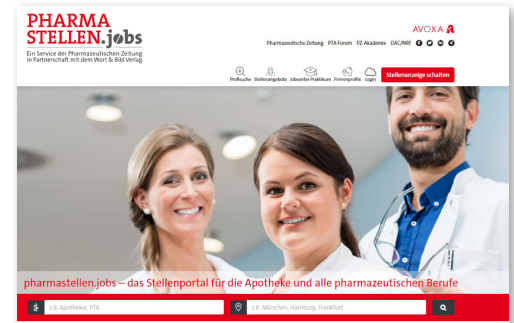 PHARMA
STELLEN.jobs
Ein Service der Pharmazeutischen Zeitung
in Partnerschaft mit dem Wort & Bild Verlag
AVOXA
Pharmazeutische Zeitung PTA-Forum PZ-Akademie DAC/NRF
Profisuche Stellenangebote Jobcenter Praktikum Firmenprofile Login
Stellenanzeige schalten
pharmastellen.jobs – das Stellenportal für die Apotheke und alle pharmazeutischen Berufe
z.B. Apotheker, PTA
z.B. München, Hamburg, Frankfurt